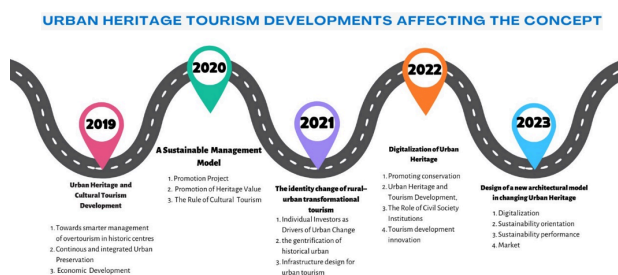 URBAN HERITAGE TOURISM DEVELOPMENTS AFFECTING THE CONCEPT
2019
Urban Heritage and
Cultural Tourism
Development
1. Towards smarter management
of overtourism in historic centres
2. Continous and integrated Urban
Preservation
3. Economic Development
2020
A Sustainable Management
Model
1. Promotion Project
2. Promotion of Heritage Value
3. The Rule of Cultural Tourism
2021
The identity change of rural–
urban transformational
tourism
1. Individual Investors as
Drivers of Urban Change
2. the gentrification of
historical urban
3. Infrastructure design for
urban tourism
2022
Digitalization of Urban
Heritage
1. Promoting conservation
2. Urban Heritage and
Tourism Development,
3. The Role of Civil Society
Institutions
4. Tourism development
innovation
2023
Design of a new architectural model
in changing Urban Heritage
1. Digitalization
2. Sustainability orientation
3. Sustainability performance
4. Market